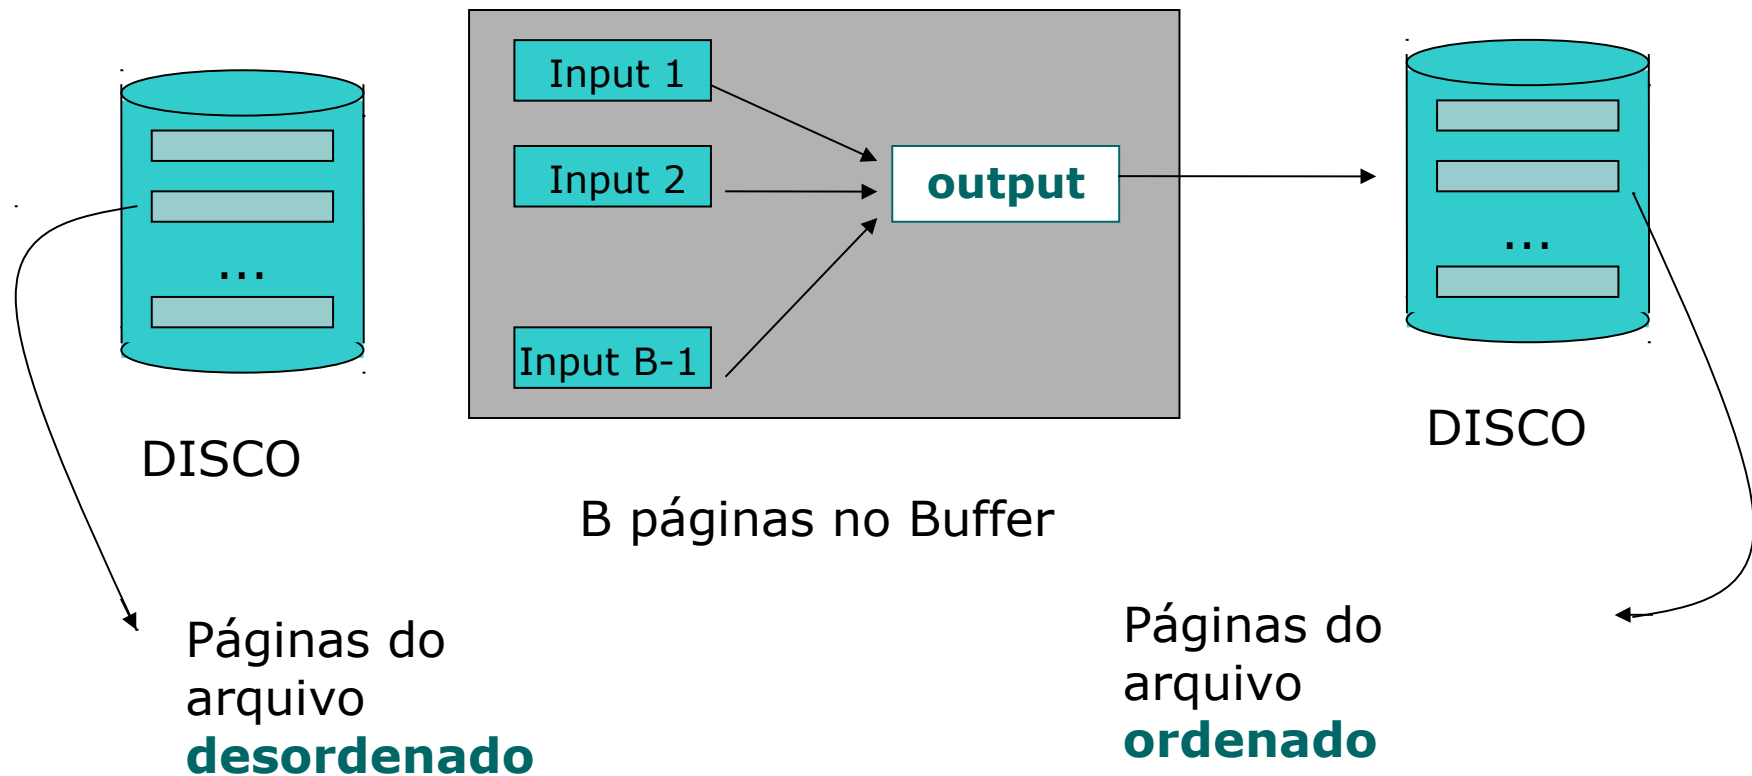 Input 1
Input 2
Input B-1
output
...
...
DISCO
DISCO
B páginas no Buffer
Páginas do
arquivo
desordenado
Páginas do
arquivo
ordenado